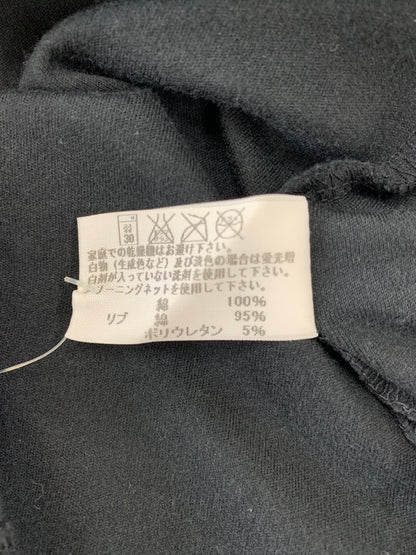 30
家庭での乾燥機はお避け下さい。
白物(生成色など)及び淡色の場合は蛍光増
白剤が入っていない洗剤を使用して下さい。
ーニングネットを使用して下さい。
綿 100%
リブ 綿 95%
ポリウレタン 5%